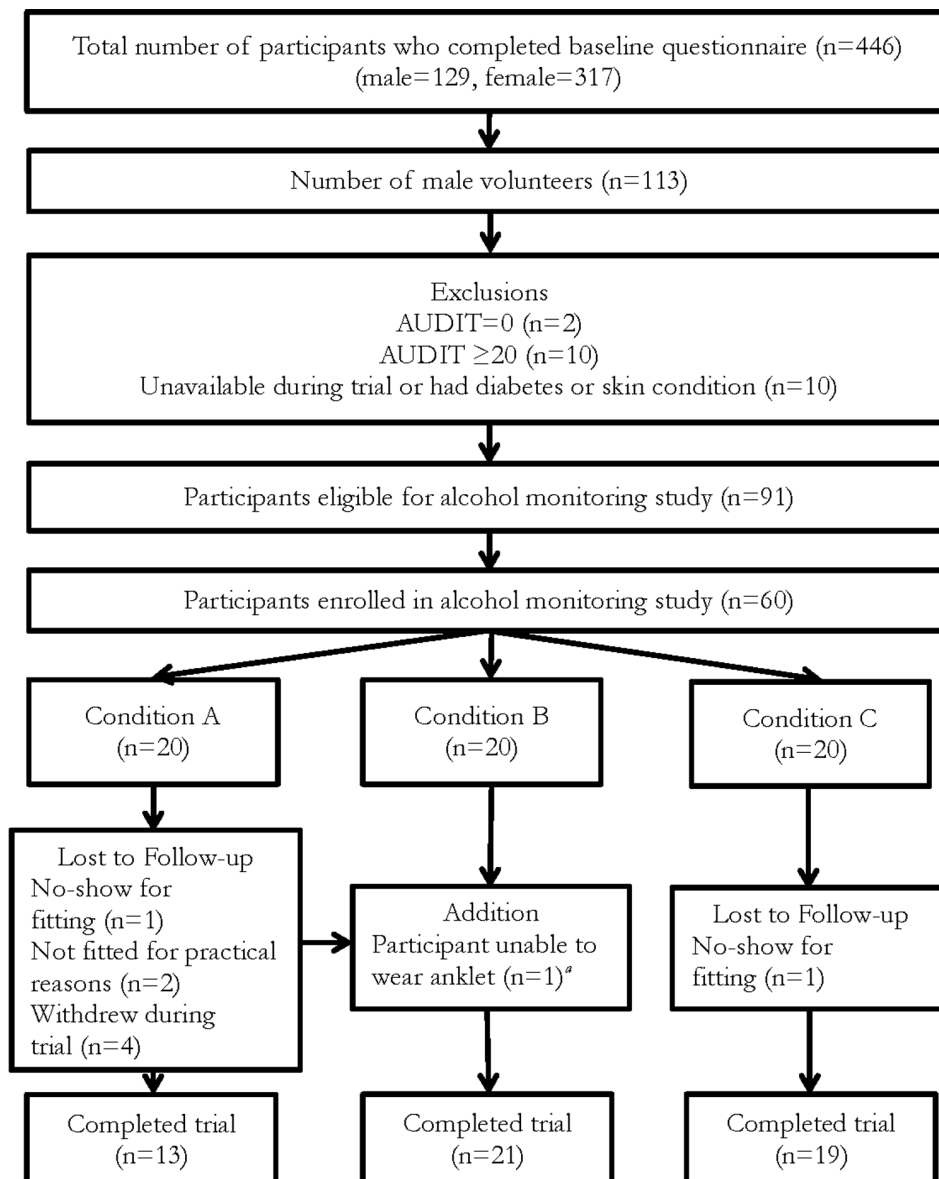 Total number of participants who completed baseline questionnaire (n=446)
(male=129, female=317)
Number of male volunteers (n=113)
Exclusions
AUDIT=0 (n=2)
AUDIT ≥20 (n=10)
Unavailable during trial or had diabetes or skin condition (n=10)
Participants eligible for alcohol monitoring study (n=91)
Participants enrolled in alcohol monitoring study (n=60)
Condition A
(n=20)
Condition B
(n=20)
Condition C
(n=20)
Lost to Follow-up
No-show for
fitting (n=1)
Not fitted for practical
reasons (n=2)
Withdrew during
trial (n=4)
Addition
Participant unable to
wear anklet (n=1)ᵃ
Lost to Follow-up
No-show for
fitting (n=1)
Completed trial
(n=13)
Completed trial
(n=21)
Completed trial
(n=19)